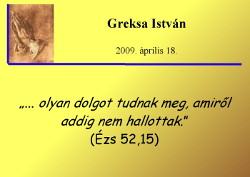 Greksa István
2009. április 18.
„... olyan dolgot tudnak meg, amiről
addig nem hallottak.”
(Ézs 52,15)